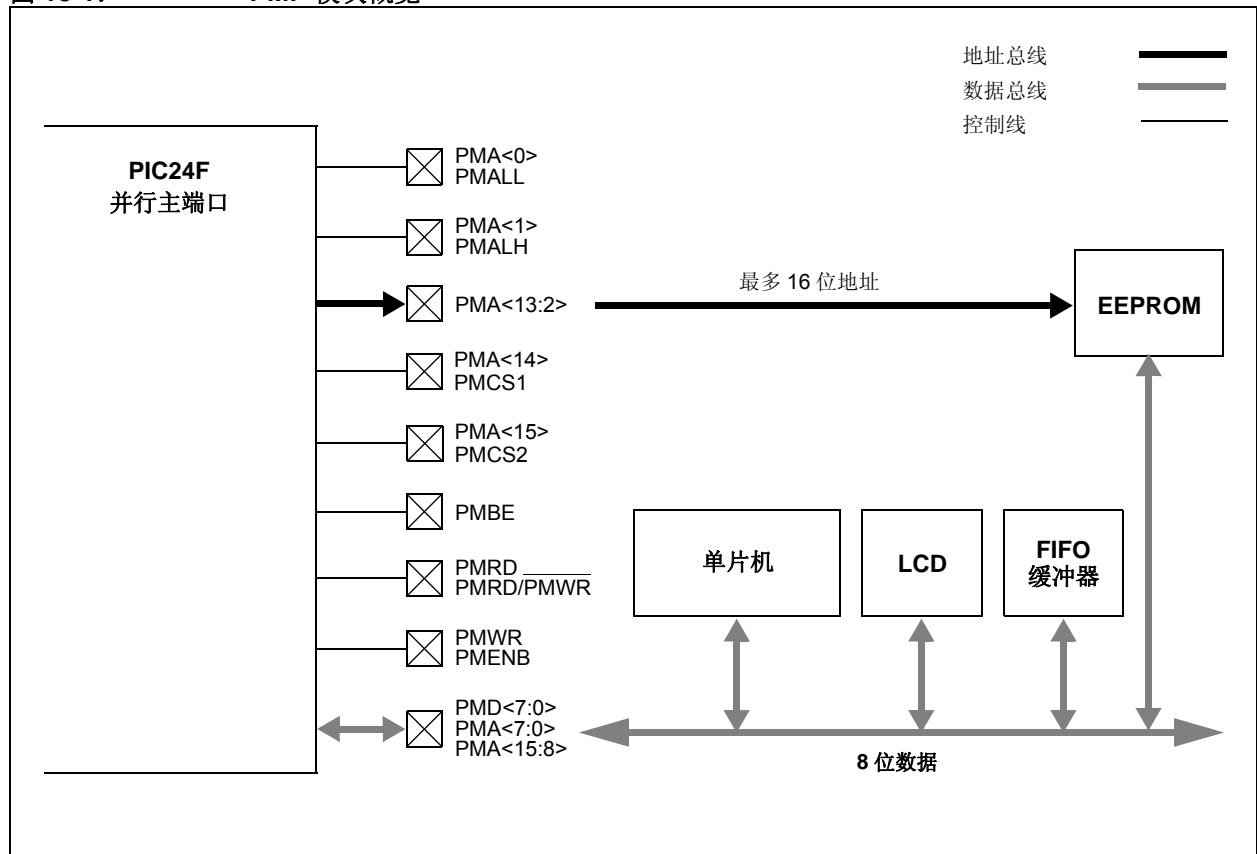 地址总线
数据总线
控制线
PIC24F
并行主端口
PMA<0>
PMALL
PMA<1>
PMALH
PMA<13:2>
最多 16 位地址
EEPROM
PMA<14>
PMCS1
PMA<15>
PMCS2
PMBE
单片机
LCD
FIFO
缓冲器
PMRD
PMRD/PMWR
PMWR
PMENB
PMD<7:0>
PMA<7:0>
PMA<15:8>
8 位数据